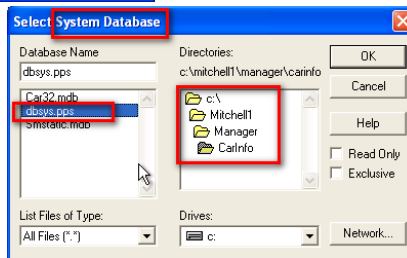 Select System Database
Database Name
dbsys.pps
Car32.mdb
dbsys.pps
Smstatic.mdb
Directories:
c:\mitchell1\manager\carinfo
c:\
Mitchell1
Manager
CarInfo
OK
Cancel
Help
Read Only
Exclusive
List Files of Type:
All Files (*.*)
Drives:
c:
Network...